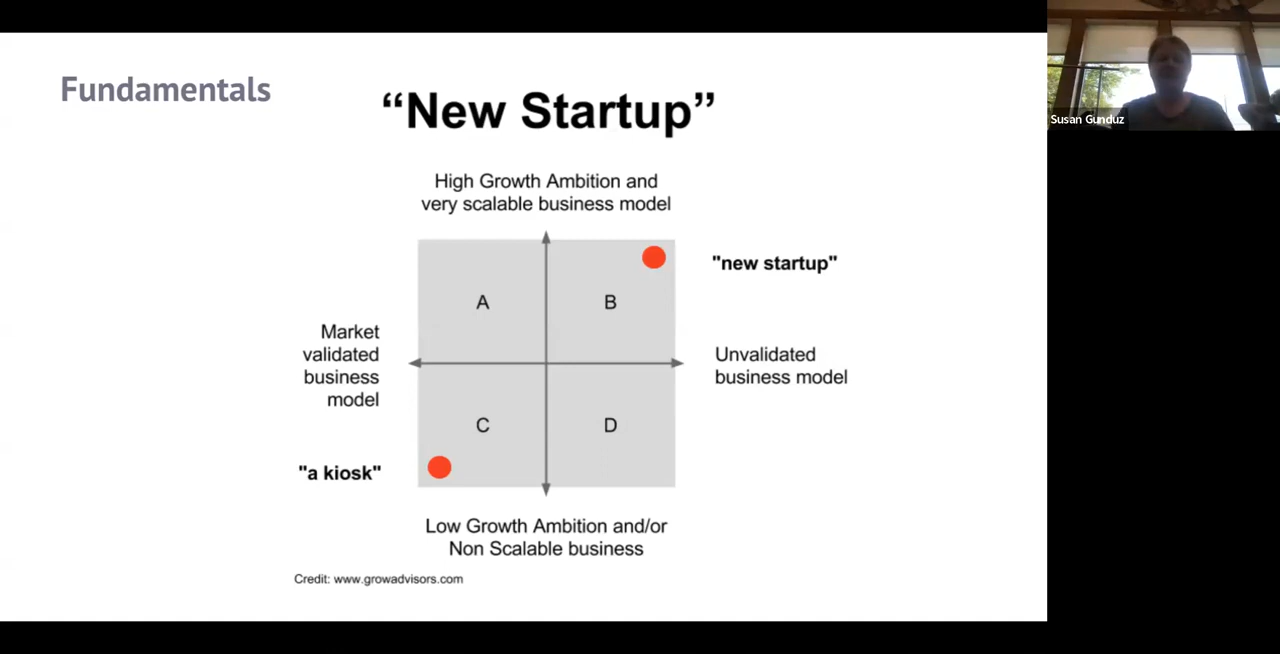 Fundamentals
“New Startup”
High Growth Ambition and
very scalable business model
"new startup"
A
B
Market
validated
business
model
Unvalidated
business model
C
D
"a kiosk"
Low Growth Ambition and/or
Non Scalable business
Credit: www.growadvisors.com
Susan Gunduz